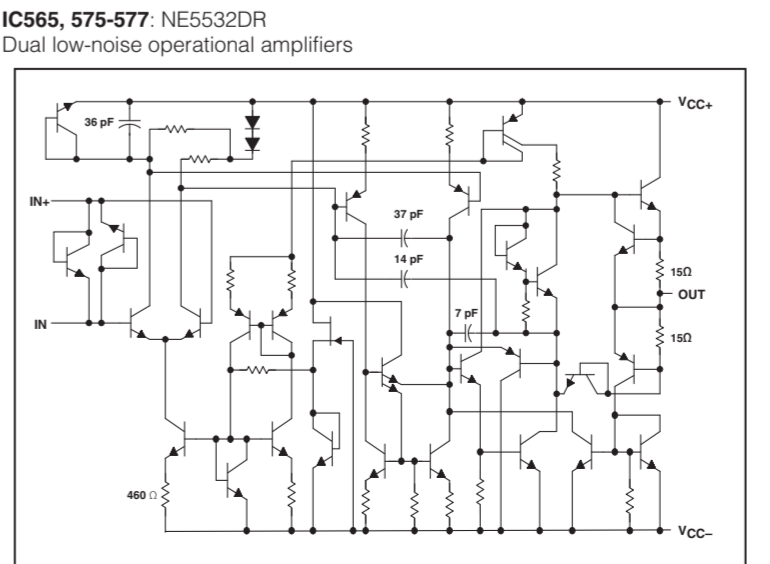 IC565, 575-577: NE5532DR
Dual low-noise operational amplifiers
VCC+
36 pF
IN+
37 pF
14 pF
15Ω
OUT
7 pF
IN
15Ω
460 Ω
VCC−